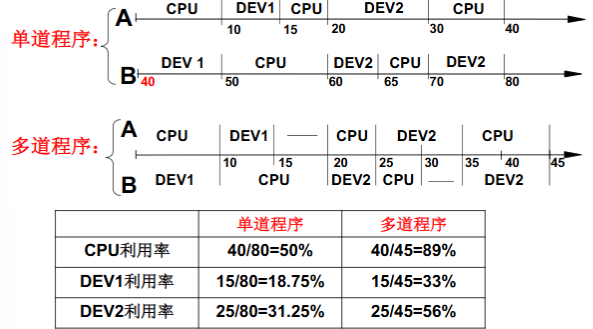 CPU DEV1 CPU DEV2 CPU
A
10 15 20 30 40
单道程序：
DEV 1 CPU DEV2 CPU DEV2
B
40 50 60 65 70 80
A
CPU DEV1 CPU DEV2 CPU
多道程序：
10 15 20 25 30 35 40 45
B
DEV1 CPU DEV2 CPU DEV2
单道程序 多道程序
CPU利用率 40/80=50% 40/45=89%
DEV1利用率 15/80=18.75% 15/45=33%
DEV2利用率 25/80=31.25% 25/45=56%